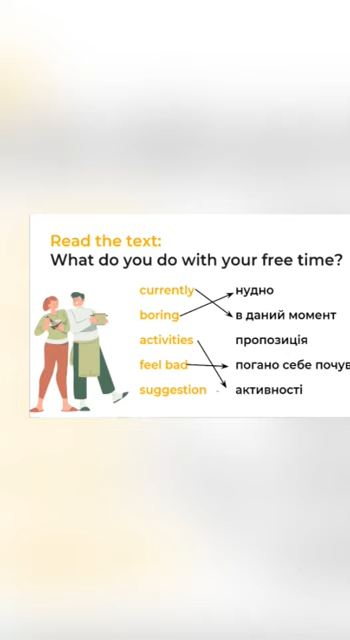 Read the text:
What do you do with your free time?
currently нудно
boring в даний момент
activities пропозиція
feel bad погано себе
suggestion активності